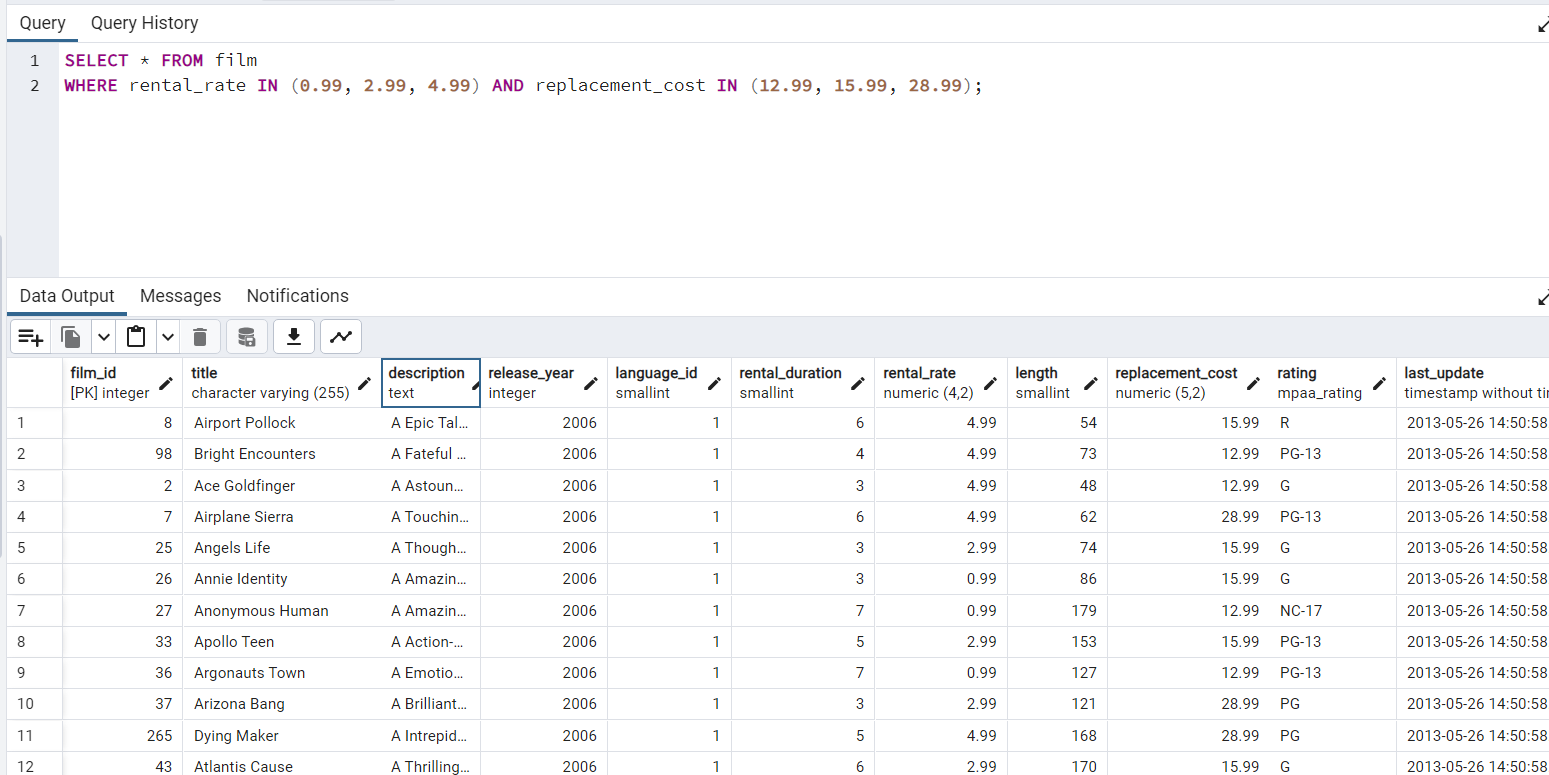 Query Query History
1 SELECT * FROM film
2 WHERE rental_rate IN (0.99, 2.99, 4.99) AND replacement_cost IN (12.99, 15.99, 28.99);
Data Output Messages Notifications
film_id title description release_year language_id rental_duration rental_rate length replacement_cost rating last_update
[PK] integer character varying (255) text integer smallint smallint numeric (4,2) smallint numeric (5,2) mpaa_rating timestamp without
1 8 Airport Pollock A Epic Tal... 2006 1 6 4.99 54 15.99 R 2013-05-26 14:50:58
2 98 Bright Encounters A Fateful ... 2006 1 4 4.99 73 12.99 PG-13 2013-05-26 14:50:58
3 2 Ace Goldfinger A Astoun... 2006 1 3 4.99 48 12.99 G 2013-05-26 14:50:58
4 7 Airplane Sierra A Touchin... 2006 1 6 4.99 62 28.99 PG-13 2013-05-26 14:50:58
5 25 Angels Life A Though... 2006 1 3 2.99 74 15.99 G 2013-05-26 14:50:58
6 26 Annie Identity A Amazin... 2006 1 3 0.99 86 15.99 G 2013-05-26 14:50:58
7 27 Anonymous Human A Amazin... 2006 1 7 0.99 179 12.99 NC-17 2013-05-26 14:50:58
8 33 Apollo Teen A Action-... 2006 1 5 2.99 153 15.99 PG-13 2013-05-26 14:50:58
9 36 Argonauts Town A Emotio... 2006 1 7 0.99 127 12.99 PG-13 2013-05-26 14:50:58
10 37 Arizona Bang A Brilliant... 2006 1 3 2.99 121 28.99 PG 2013-05-26 14:50:58
11 265 Dying Maker A Intrepid... 2006 1 5 4.99 168 28.99 PG 2013-05-26 14:50:58
12 43 Atlantis Cause A Thrilling... 2006 1 6 2.99 170 15.99 G 2013-05-26 14:50:58